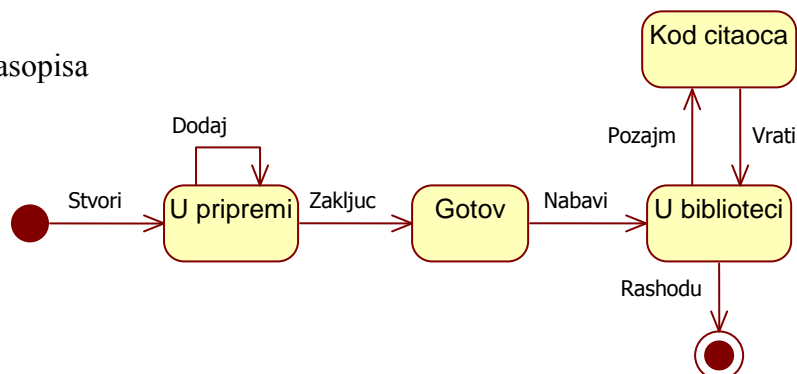 Kod citaoca
asopisa
Dodaj
Pozajm
Vrati
Stvori
U pripremi
Zakljuc
Gotov
Nabavi
U biblioteci
Rashodu